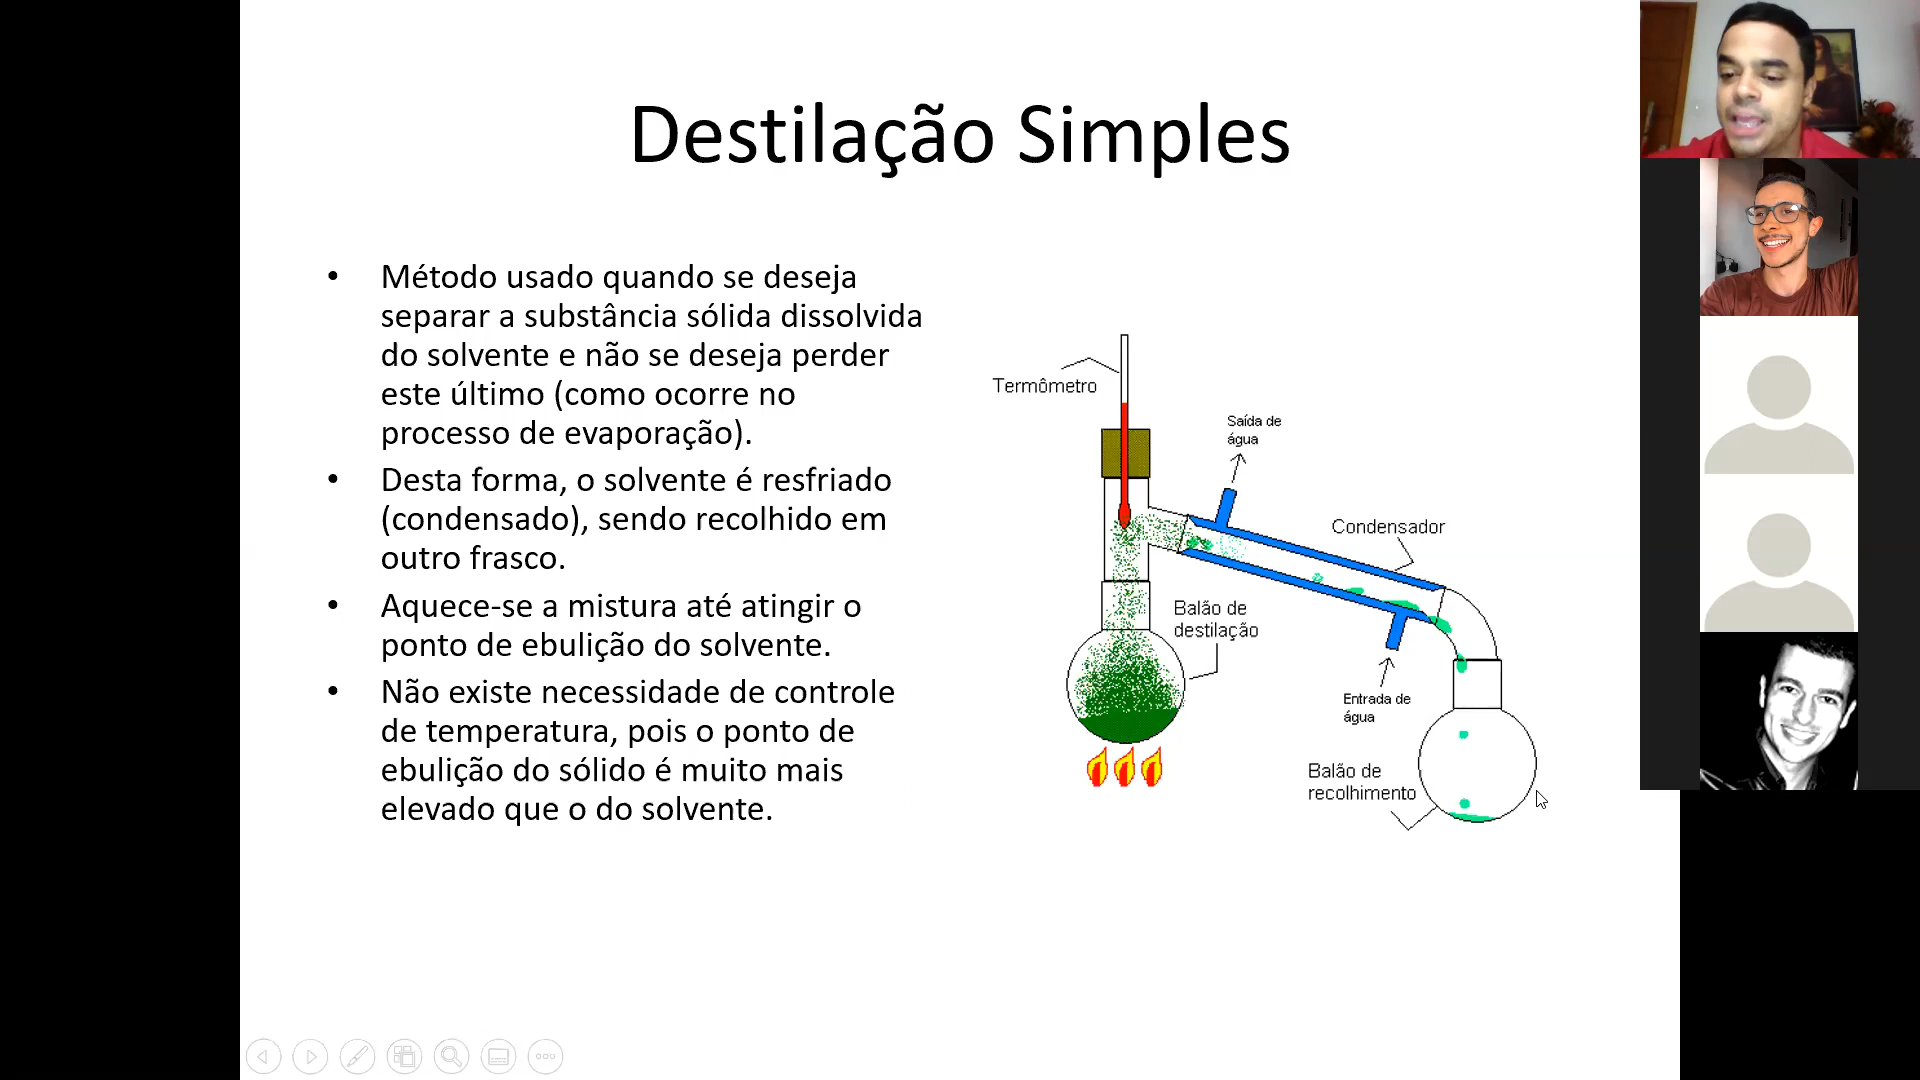 Destilação Simples
• Método usado quando se deseja
separar a substância sólida dissolvida
do solvente e não se deseja perder
este último (como ocorre no
processo de evaporação).
• Desta forma, o solvente é resfriado
(condensado), sendo recolhido em
outro frasco.
• Aquece-se a mistura até atingir o
ponto de ebulição do solvente.
• Não existe necessidade de controle
de temperatura, pois o ponto de
ebulição do sólido é muito mais
elevado que o do solvente.
Termômetro
Saída de
água
Condensador
Balão de
destilação
Entrada de
água
Balão de
recolhimento